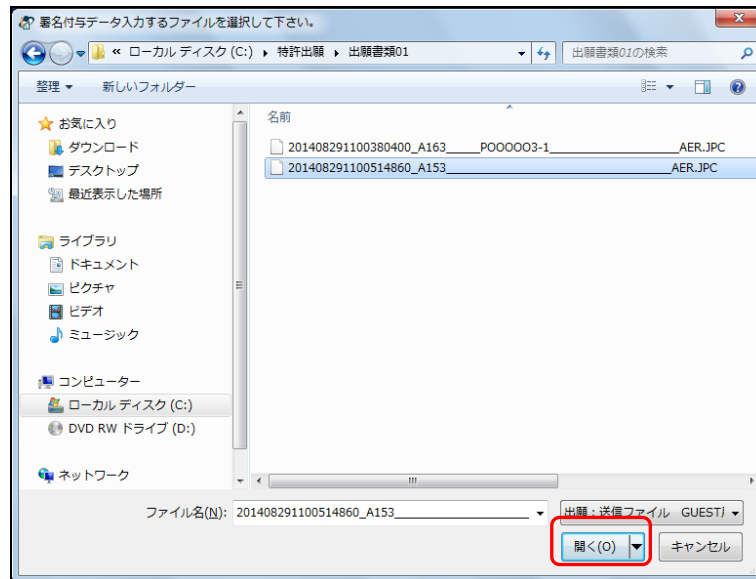 署名付与データ入力するファイルを選択して下さい。
« ローカル ディスク (C:) ▸ 特許出願 ▸ 出願書類01
出願書類01の検索
整理 ▼ 新しいフォルダー
名前
お気に入り
ダウンロード
デスクトップ
最近表示した場所
ライブラリ
ドキュメント
ピクチャ
ビデオ
ミュージック
コンピューター
ローカル ディスク (C:)
DVD RW ドライブ (D:)
ネットワーク
201408291100380400_A163_____POOOOO3-1____________________AER.JPC
201408291100514860_A153___________________________________AER.JPC
ファイル名(N): 201408291100514860_A153_____________________
出願：送信ファイル GUEST
開く(O)
キャンセル